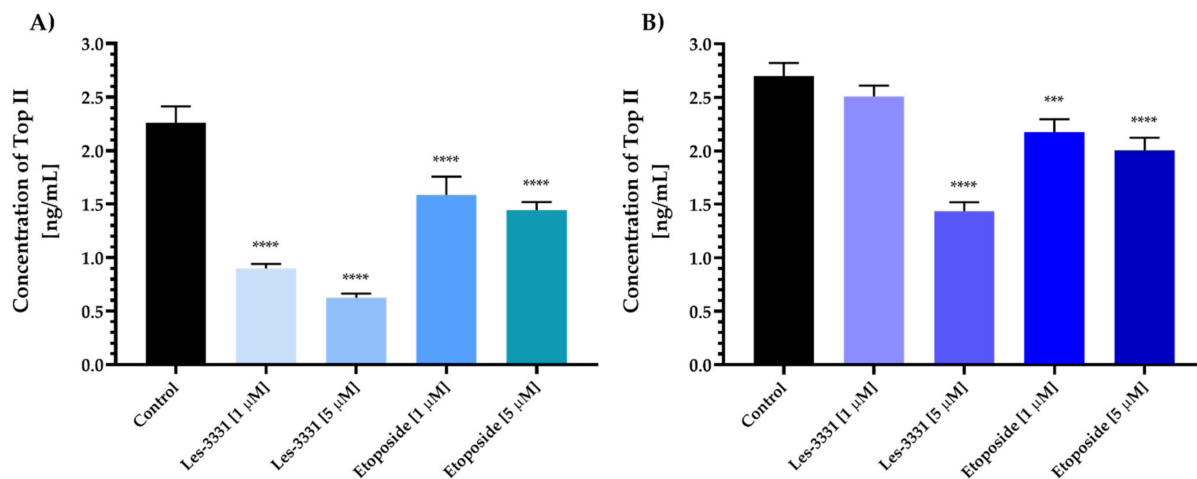 A)
Concentration of Top II
[ng/mL]
3.0
2.5
2.0
1.5
1.0
0.5
0.0
****
****
****
****
Control
Les-3331 [1 μM]
Les-3331 [5 μM]
Etoposide [1 μM]
Etoposide [5 μM]
B)
Concentration of Top II
[ng/mL]
3.0
2.5
2.0
1.5
1.0
0.5
0.0
****
***
****
Control
Les-3331 [1 μM]
Les-3331 [5 μM]
Etoposide [1 μM]
Etoposide [5 μM]